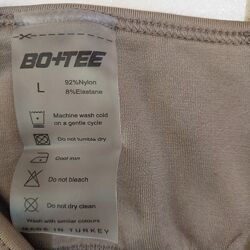 BO+TEE
L
92%Nylon
8%Elastane
Machine wash cold
on a gentle cycle
Do not tumble dry
Cool iron
Do not bleach
Do not dry clean
Wash with similar colours
MADE IN TURKEY